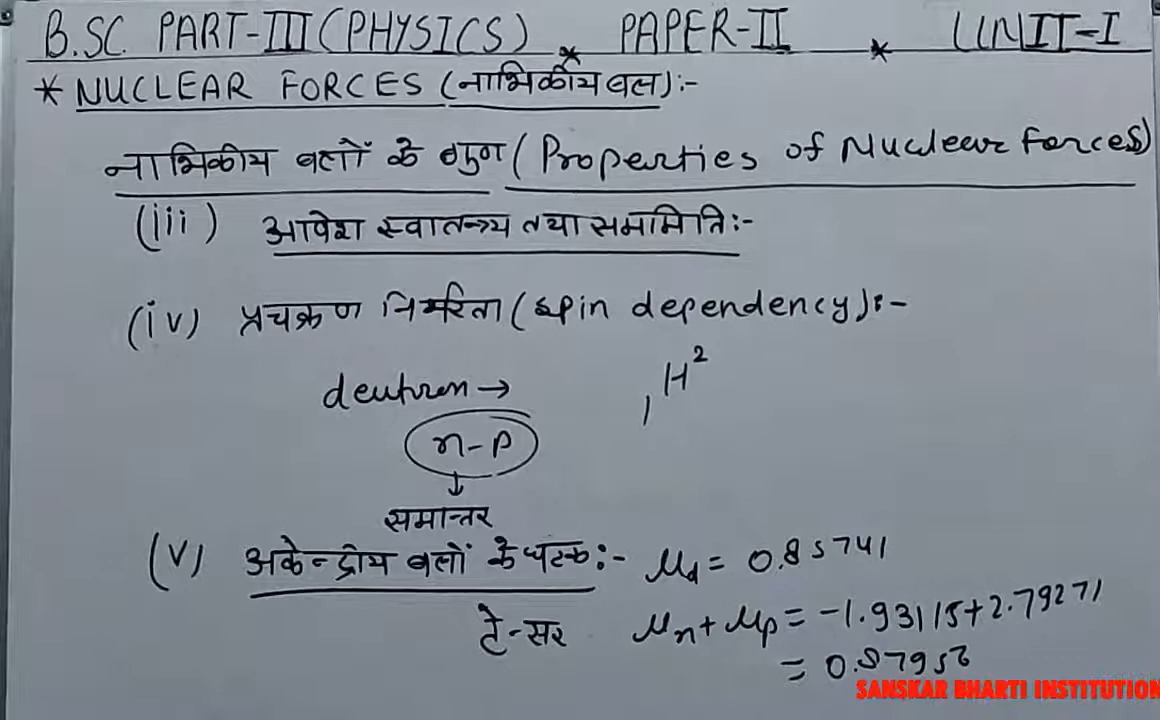 B.SC PART-III (PHYSICS) * PAPER-II * UNIT-I
* NUCLEAR FORCES (नाभिकीय बल):-
नाभिकीय बलों के गुण (Properties of Nuclear Forces)
(iii) आवेश स्वातन्त्र्य तथा समामिति:-
(iv) प्रचक्रण निर्भरिता (spin dependency):-
deutron → ₁H²
n-p
↓
समान्तर
(v) अकेन्द्रीय बलों के घटक:- μd = 0.85741
टेन्सर μn + μp = -1.93115 + 2.79271
= 0.87956
SANSKAR BHARTI INSTITUTION